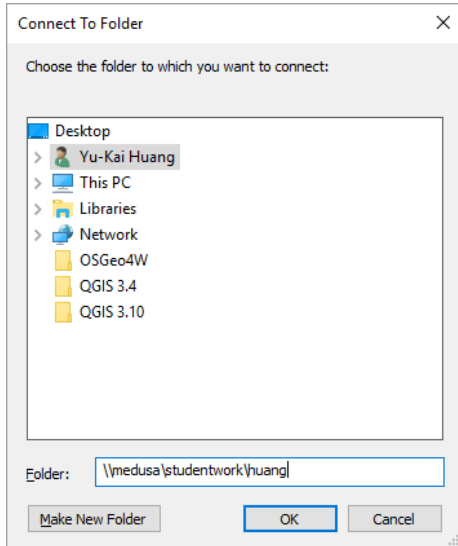 Connect To Folder
Choose the folder to which you want to connect:
Desktop
Yu-Kai Huang
This PC
Libraries
Network
OSGeo4W
QGIS 3.4
QGIS 3.10
Folder: \\medusa\studentwork\huang
Make New Folder OK Cancel